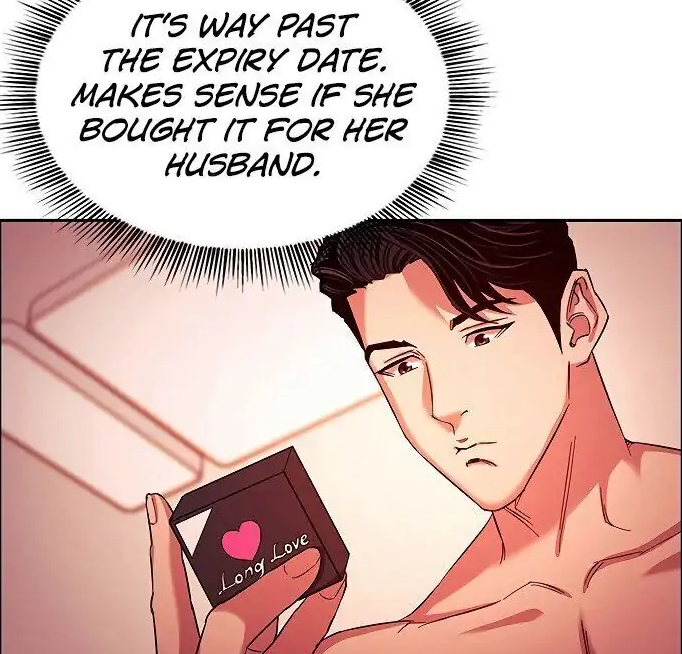 IT'S WAY PAST
THE EXPIRY DATE.
MAKES SENSE IF SHE
BOUGHT IT FOR HER
HUSBAND.
Long Love